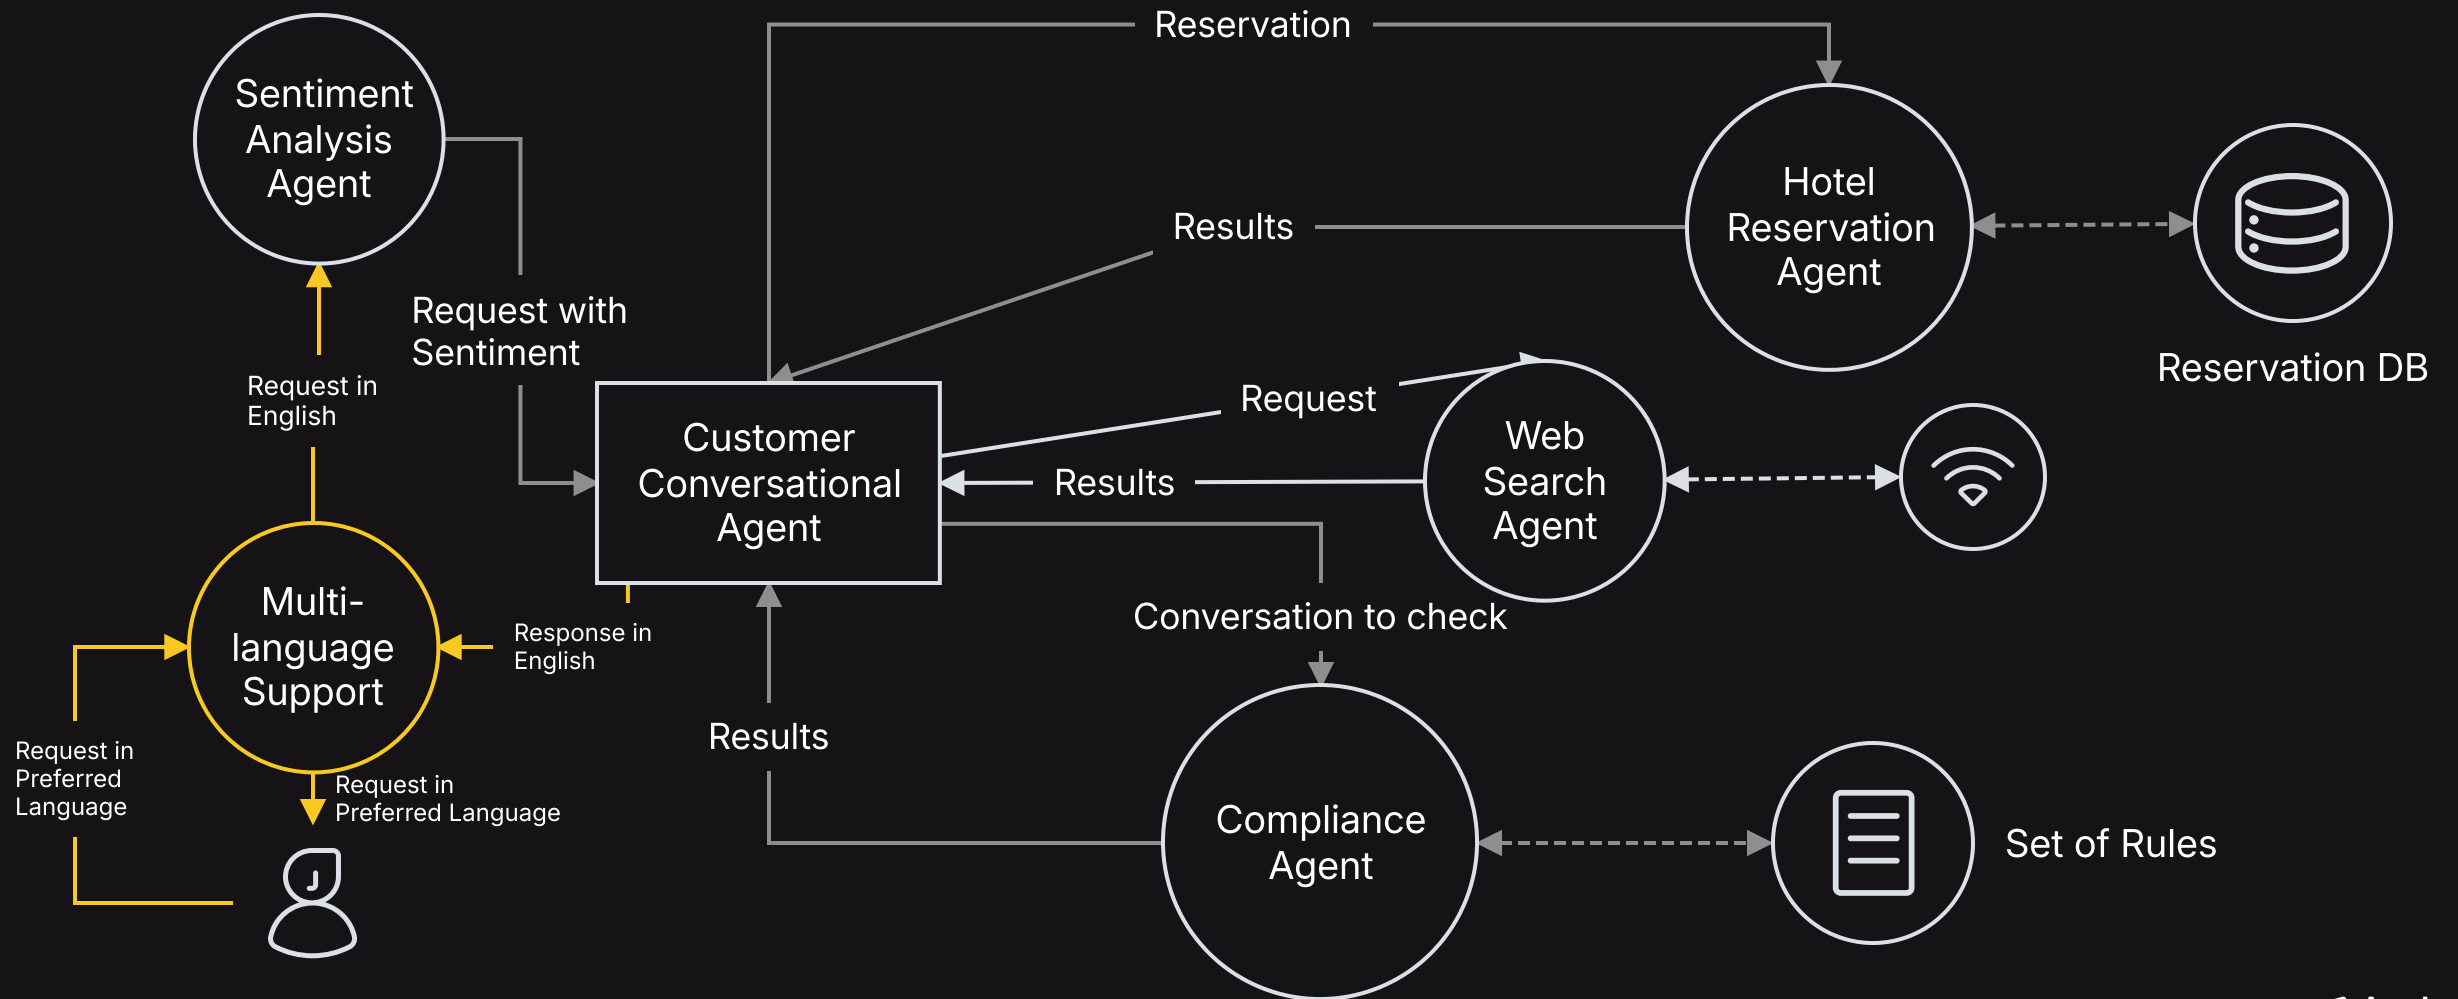 Reservation
Sentiment
Analysis
Agent
Hotel
Reservation
Agent
Results
Request with
Sentiment
Reservation DB
Request in
English
Request
Customer
Conversational
Agent
Web
Search
Agent
Results
Multi-
language
Support
Response in
English
Conversation to check
Results
Request in
Preferred
Language
Request in
Preferred Language
J
Compliance
Agent
Set of Rules